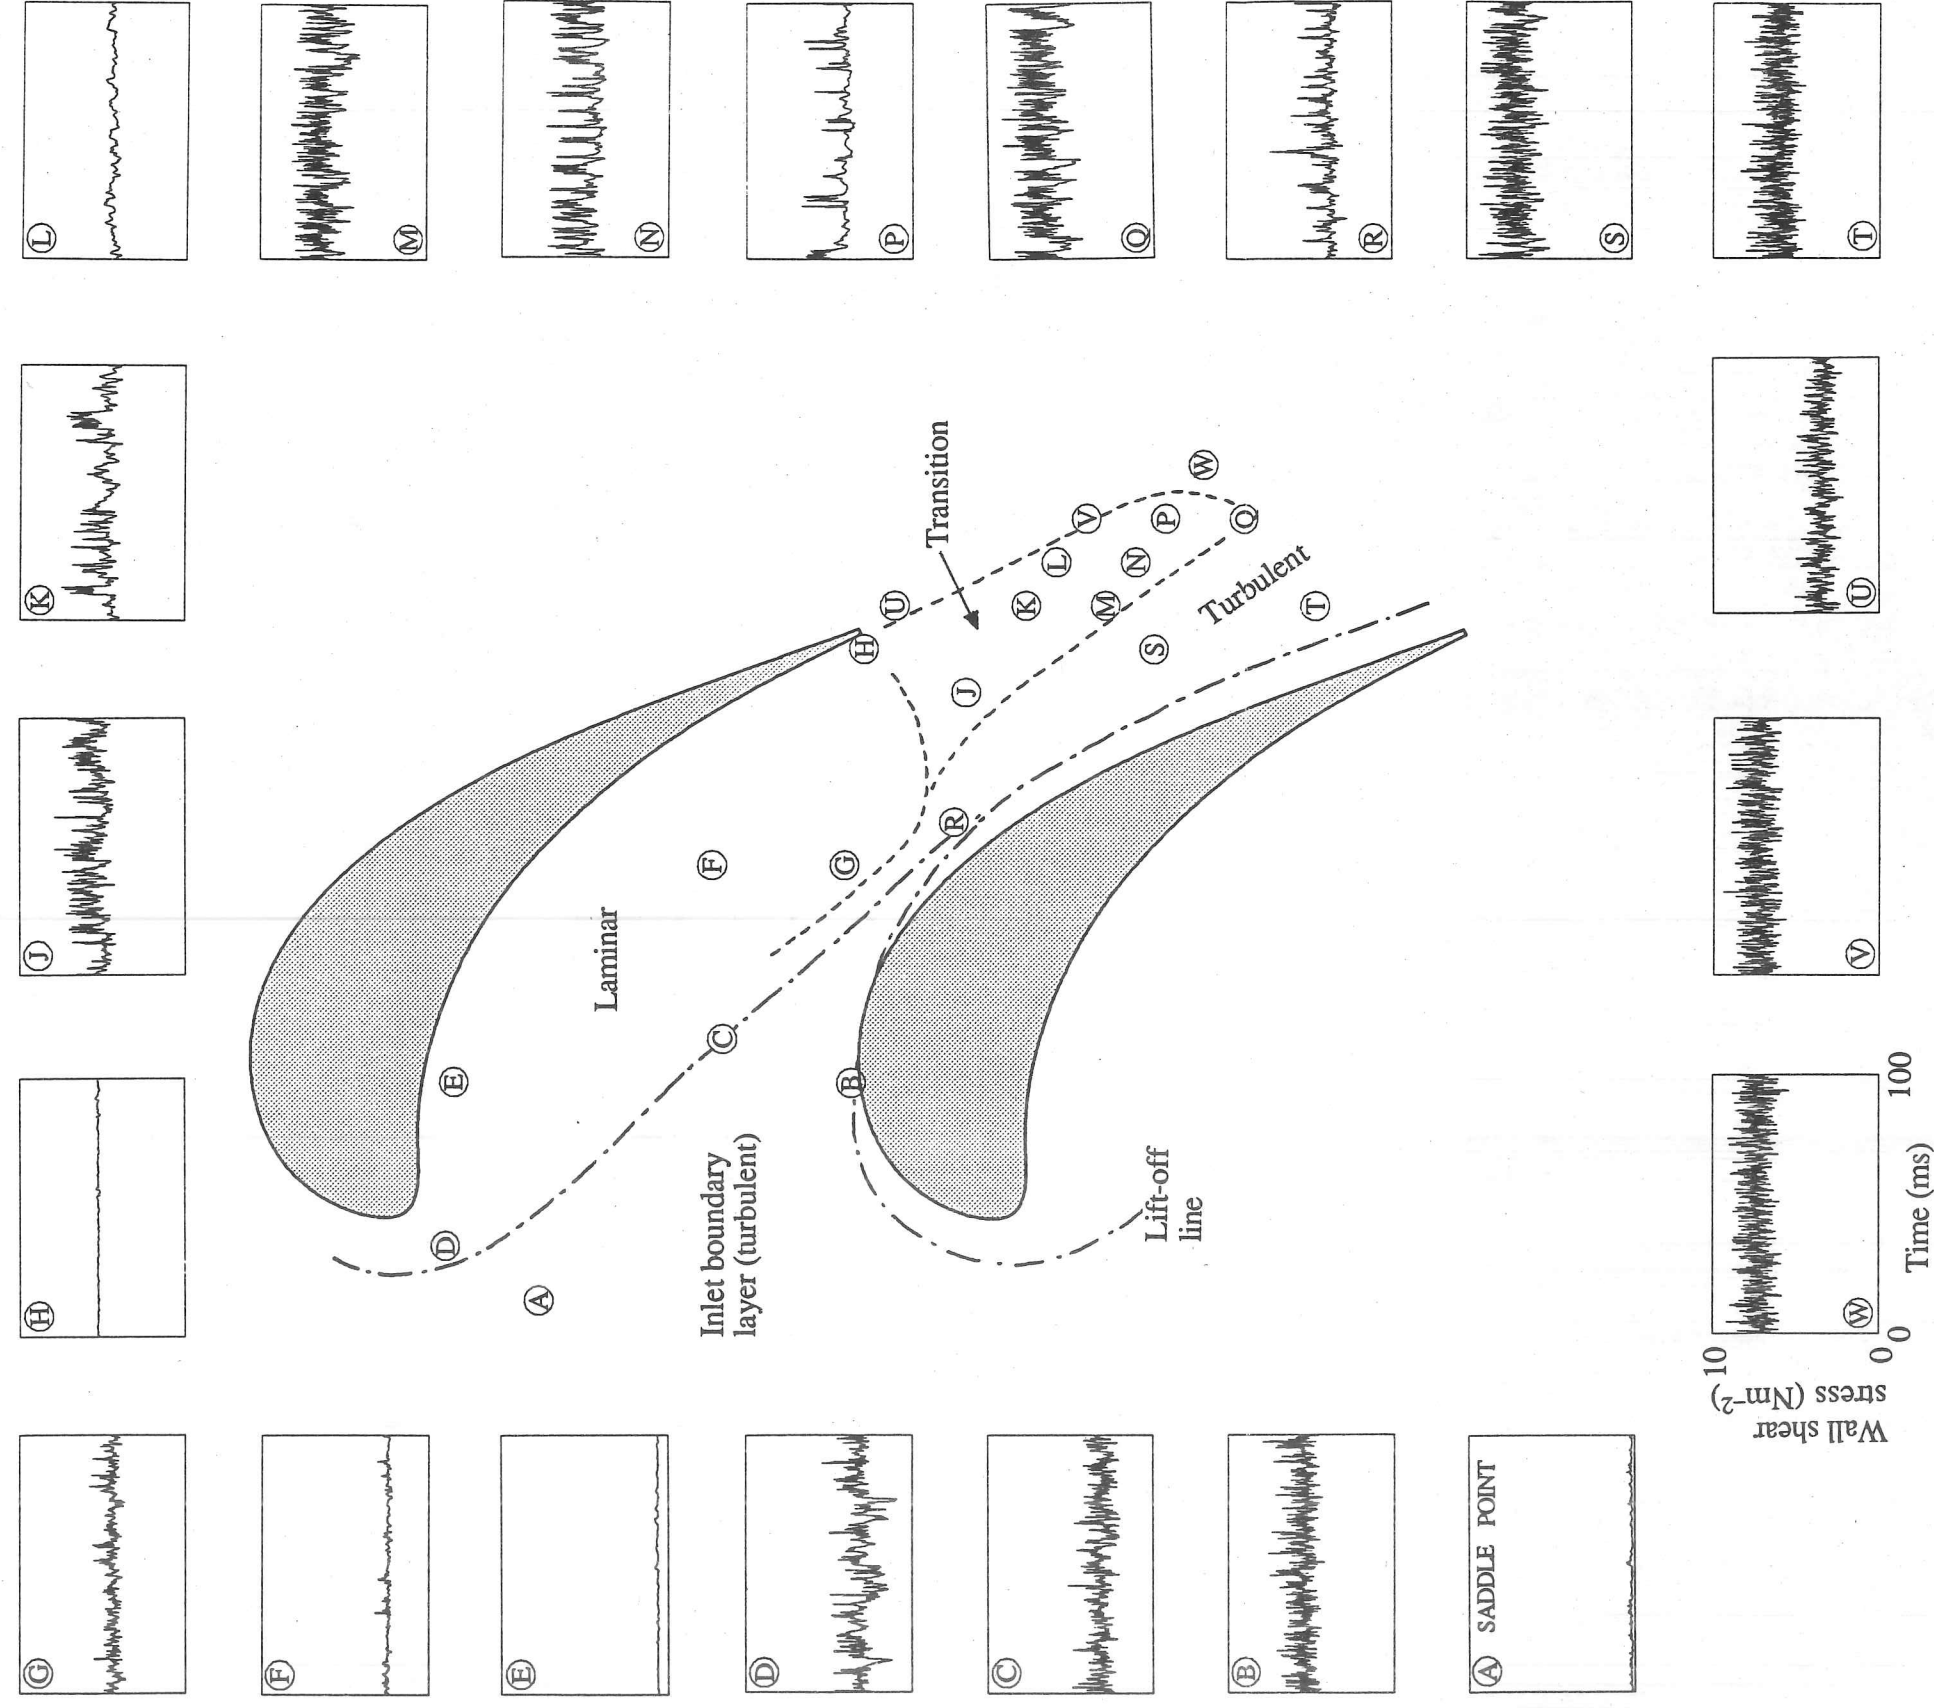 L
M
N
P
Q
R
S
T
K
U
J
V
H
W
10
0
Wall shear
stress (Nm⁻²)
0
100
Time (ms)
G
F
E
D
C
B
A SADDLE POINT
Transition
W
V
P
Q
L
N
U
K
M
Turbulent
T
H
S
J
R
F
G
Laminar
C
E
B
Inlet boundary
layer (turbulent)
Lift-off
line
D
A